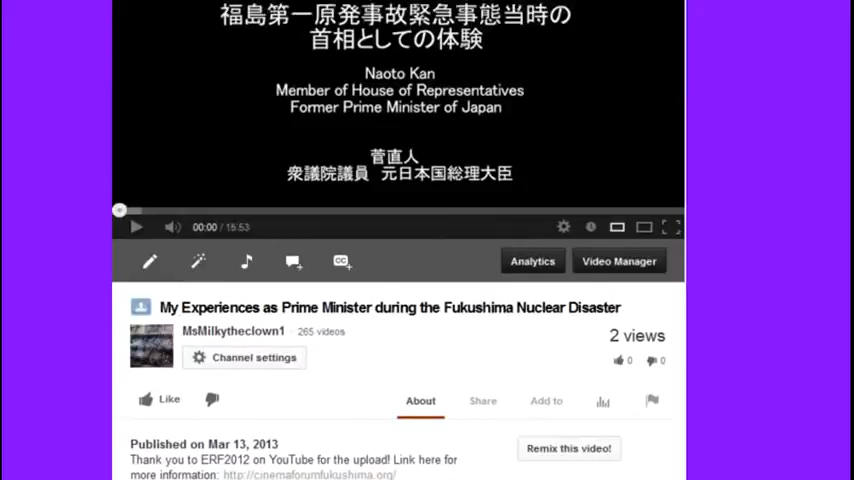 福島第一原発事故緊急事態当時の
首相としての体験
Naoto Kan
Member of House of Representatives
Former Prime Minister of Japan
菅直人
衆議院議員 元日本国総理大臣
00:00 / 15:53
CC
Analytics
Video Manager
My Experiences as Prime Minister during the Fukushima Nuclear Disaster
MsMilkytheclown1 · 265 videos
2 views
Channel settings
0 0
Like
About
Share
Add to
Published on Mar 13, 2013
Remix this video!
Thank you to ERF2012 on YouTube for the upload! Link here for
more information: http://cinemaforumfukushima.org/